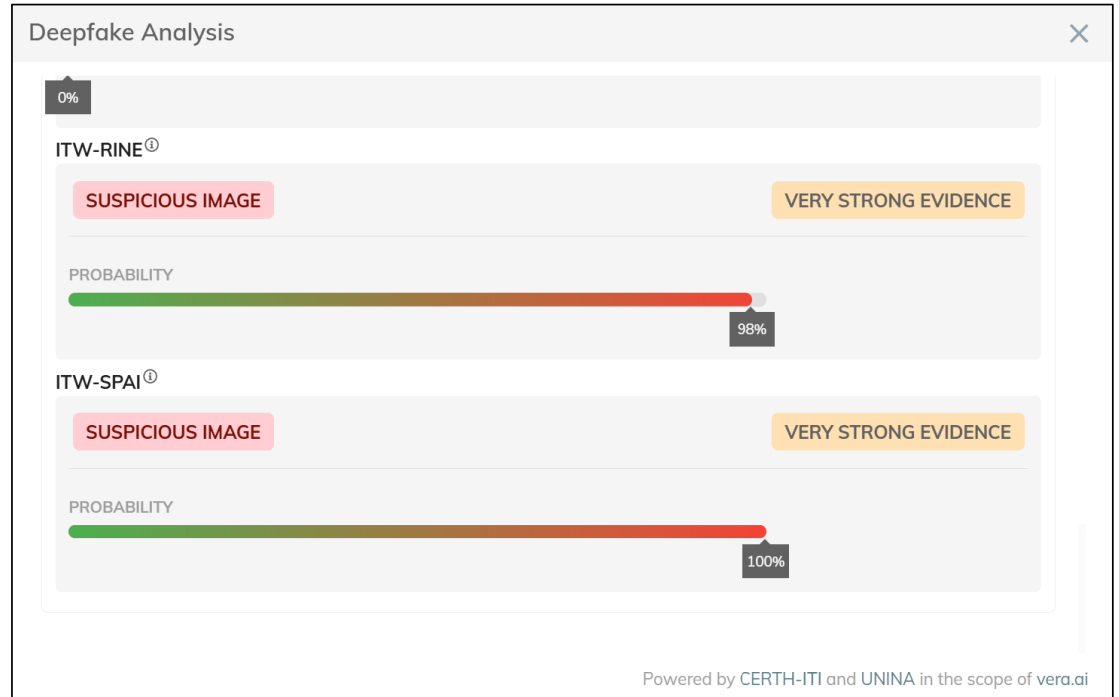 Deepfake Analysis
0%
ITW-RINE
SUSPICIOUS IMAGE VERY STRONG EVIDENCE
PROBABILITY
98%
ITW-SPAI
SUSPICIOUS IMAGE VERY STRONG EVIDENCE
PROBABILITY
100%
Powered by CERTH-ITI and UNINA in the scope of vera.ai